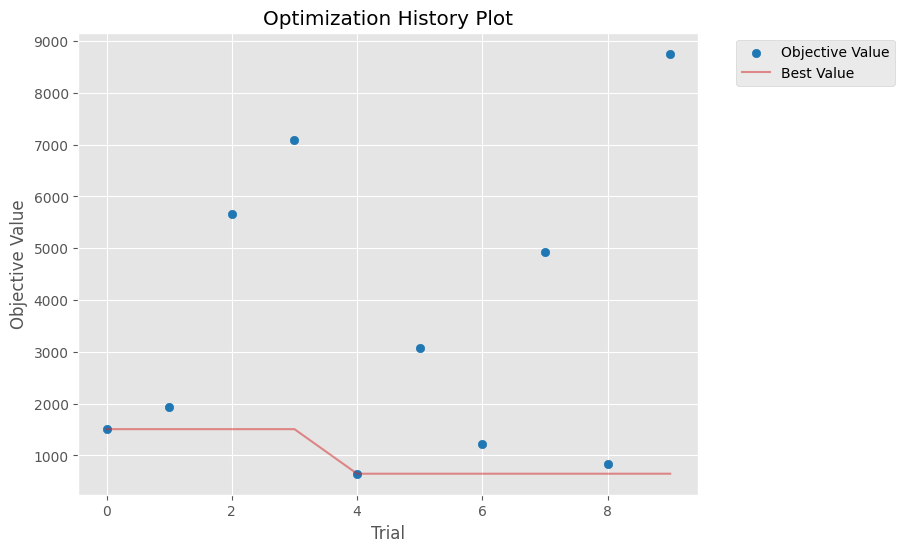 Optimization History Plot
Objective Value
Best Value
Objective Value
9000
8000
7000
6000
5000
4000
3000
2000
1000
0 2 4 6 8
Trial